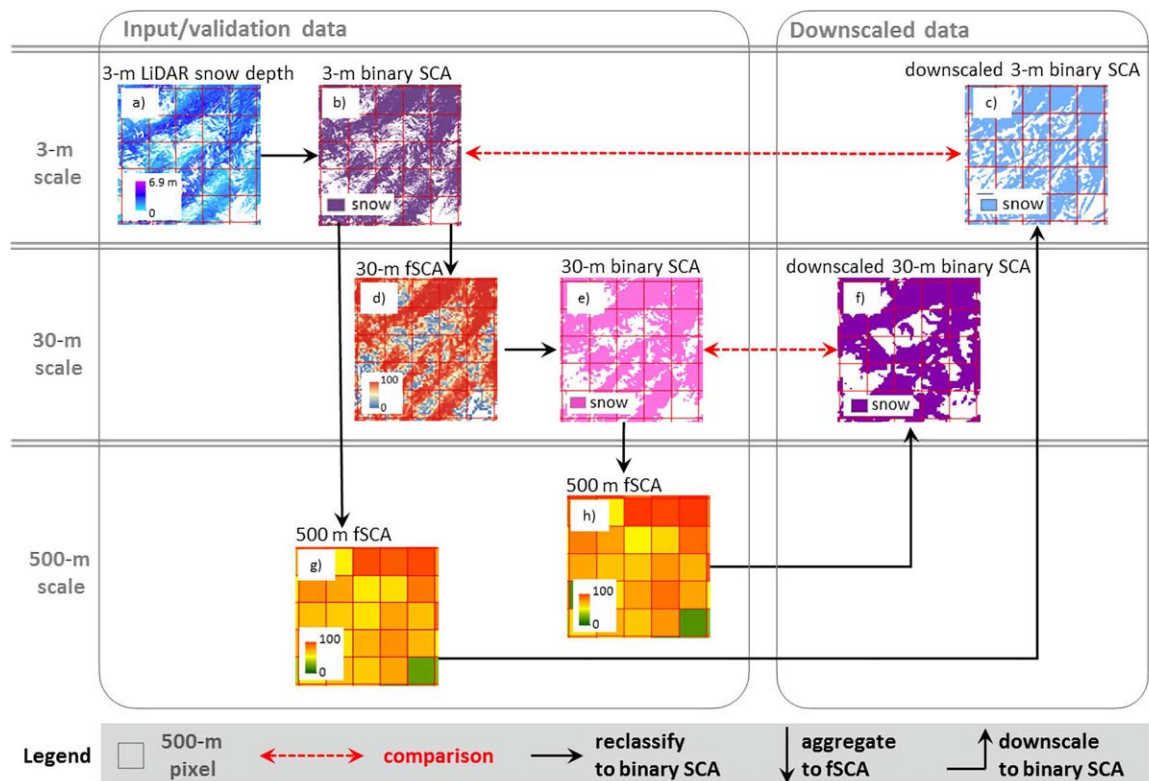 Input/validation data
Downscaled data
3-m LiDAR snow depth
3-m binary SCA
downscaled 3-m binary SCA
a)
b)
c)
3-m
scale
6.9 m
0
snow
snow
30-m fSCA
30-m binary SCA
downscaled 30-m binary SCA
d)
e)
f)
30-m
scale
100
0
snow
snow
500 m fSCA
h)
500 m fSCA
g)
500-m
scale
100
0
100
0
Legend
500-m
pixel
comparison
reclassify
to binary SCA
aggregate
to fSCA
downscale
to binary SCA